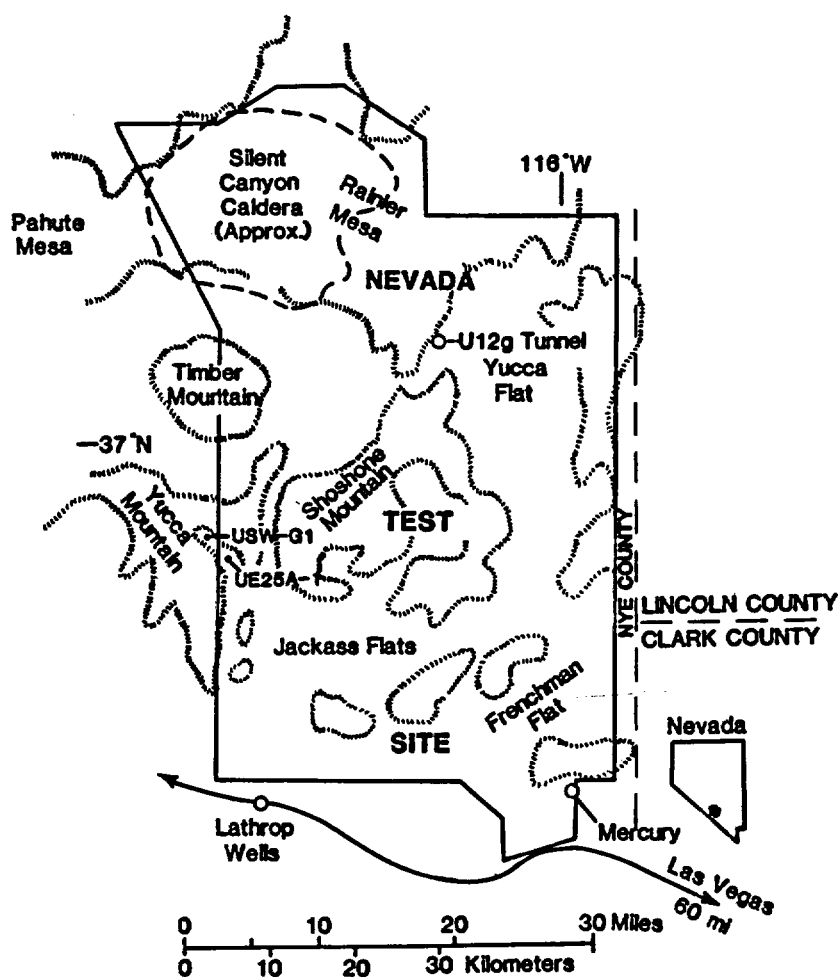 Silent
Canyon
Caldera
(Approx.)
Rainier
Mesa
116°W
Pahute
Mesa
NEVADA
U12g Tunnel
Yucca
Flat
Timber
Mountain
37°N
Yucca
Mountain
Shoshone
Mountain
TEST
USW-G1
UE25A-1
NYE COUNTY
LINCOLN COUNTY
CLARK COUNTY
Jackass Flats
Frenchman
Flat
SITE
Nevada
Lathrop
Wells
Mercury
Las Vegas
60 mi
0 10 20 30 Miles
0 10 20 30 Kilometers